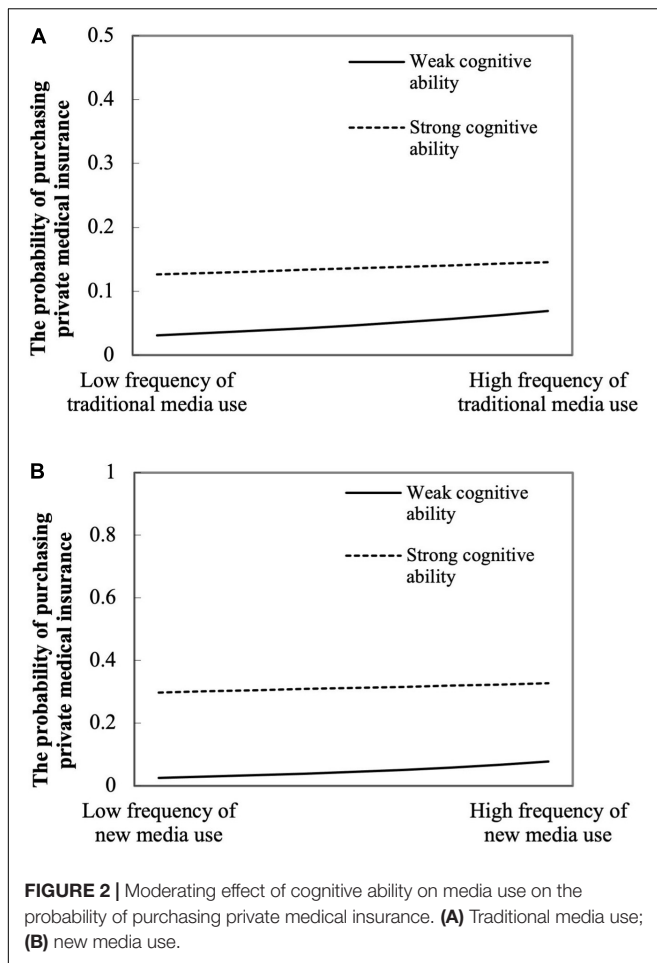 A
The probability of purchasing
private medical insurance
0.5
0.4
0.3
0.2
0.1
0
Weak cognitive
ability
Strong cognitive
ability
Low frequency of
traditional media use
High frequency of
traditional media use
B
The probability of purchasing
private medical insurance
1
0.8
0.6
0.4
0.2
0
Weak cognitive
ability
Strong cognitive
ability
Low frequency of
new media use
High frequency of
new media use
FIGURE 2 | Moderating effect of cognitive ability on media use on the
probability of purchasing private medical insurance. (A) Traditional media use;
(B) new media use.